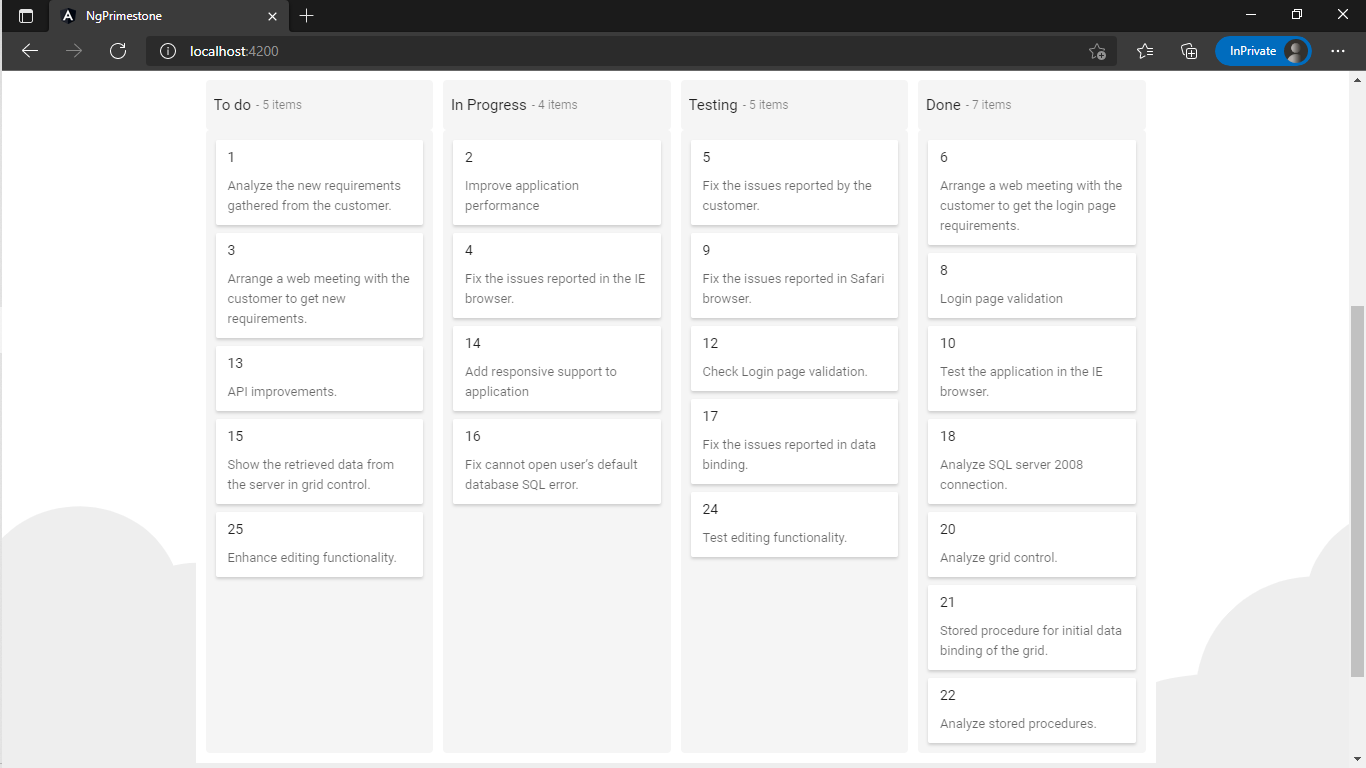 NgPrimestone
localhost:4200
InPrivate
To do - 5 items
1
Analyze the new requirements
gathered from the customer.
3
Arrange a web meeting with the
customer to get new
requirements.
13
API improvements.
15
Show the retrieved data from
the server in grid control.
25
Enhance editing functionality.
In Progress - 4 items
2
Improve application
performance
4
Fix the issues reported in the IE
browser.
14
Add responsive support to
application
16
Fix cannot open user’s default
database SQL error.
Testing - 5 items
5
Fix the issues reported by the
customer.
9
Fix the issues reported in Safari
browser.
12
Check Login page validation.
17
Fix the issues reported in data
binding.
24
Test editing functionality.
Done - 7 items
6
Arrange a web meeting with the
customer to get the login page
requirements.
8
Login page validation
10
Test the application in the IE
browser.
18
Analyze SQL server 2008
connection.
20
Analyze grid control.
21
Stored procedure for initial data
binding of the grid.
22
Analyze stored procedures.